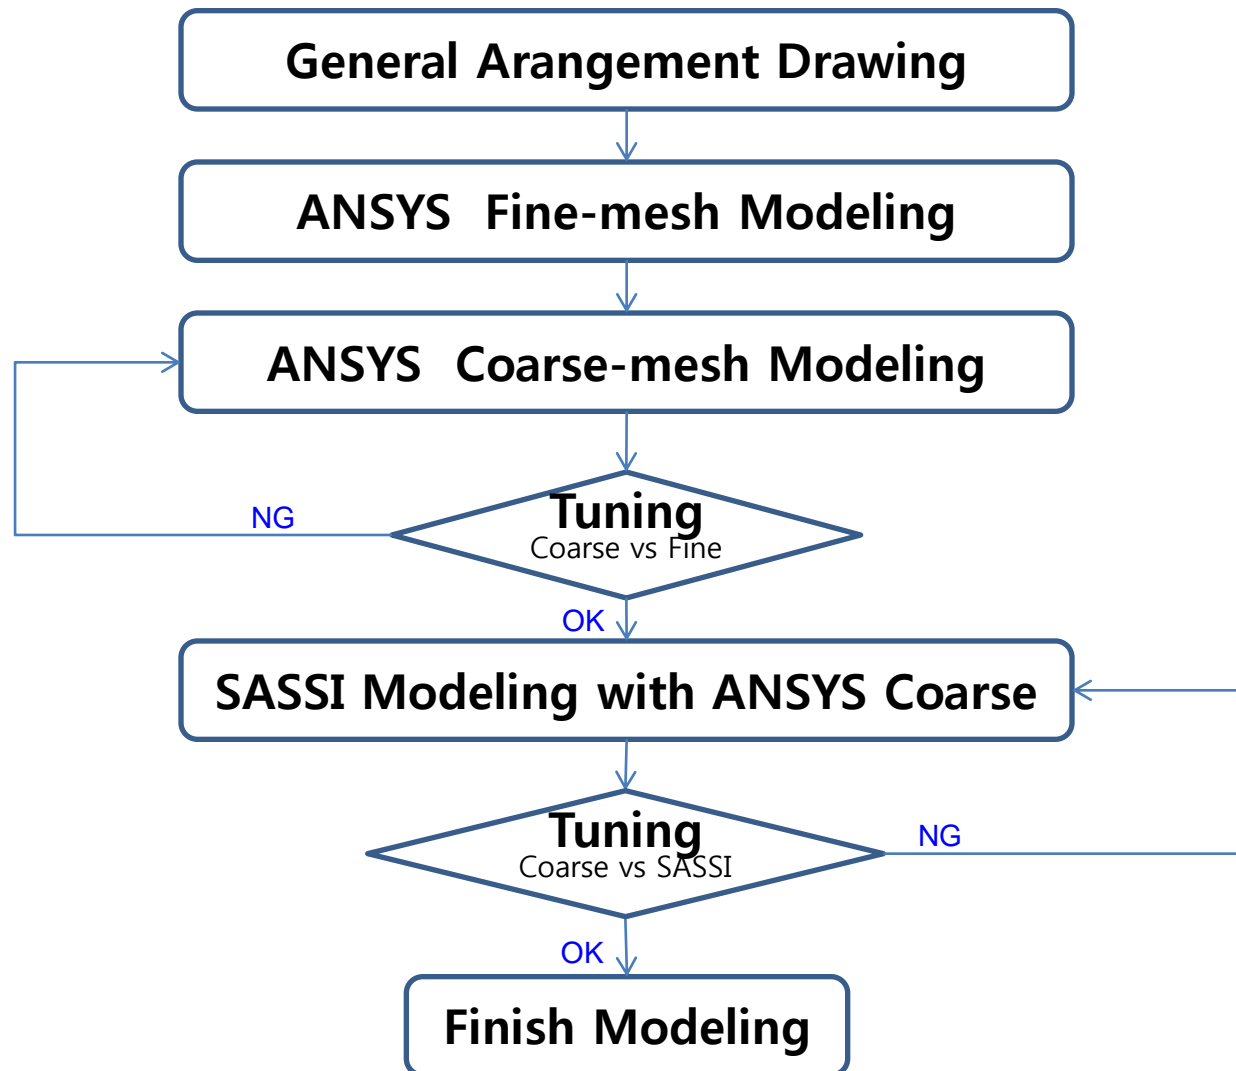 General Arangement Drawing
ANSYS  Fine-mesh Modeling
ANSYS  Coarse-mesh Modeling
Tuning
Coarse vs Fine
NG
OK
SASSI Modeling with ANSYS Coarse
Tuning
Coarse vs SASSI
NG
OK
Finish Modeling